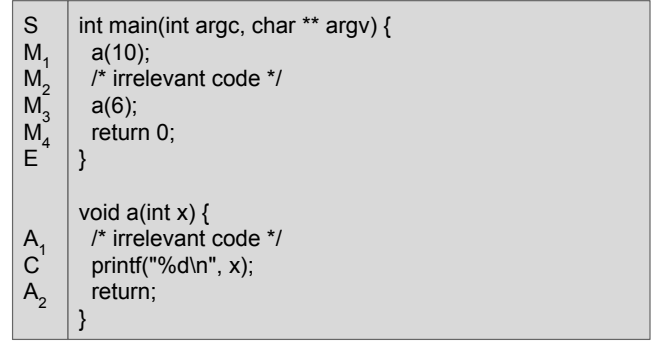 S int main(int argc, char ** argv) {
M1 a(10);
M2 /* irrelevant code */
M3 a(6);
M4 return 0;
E }
void a(int x) {
A1 /* irrelevant code */
C printf("%d\n", x);
A2 return;
}